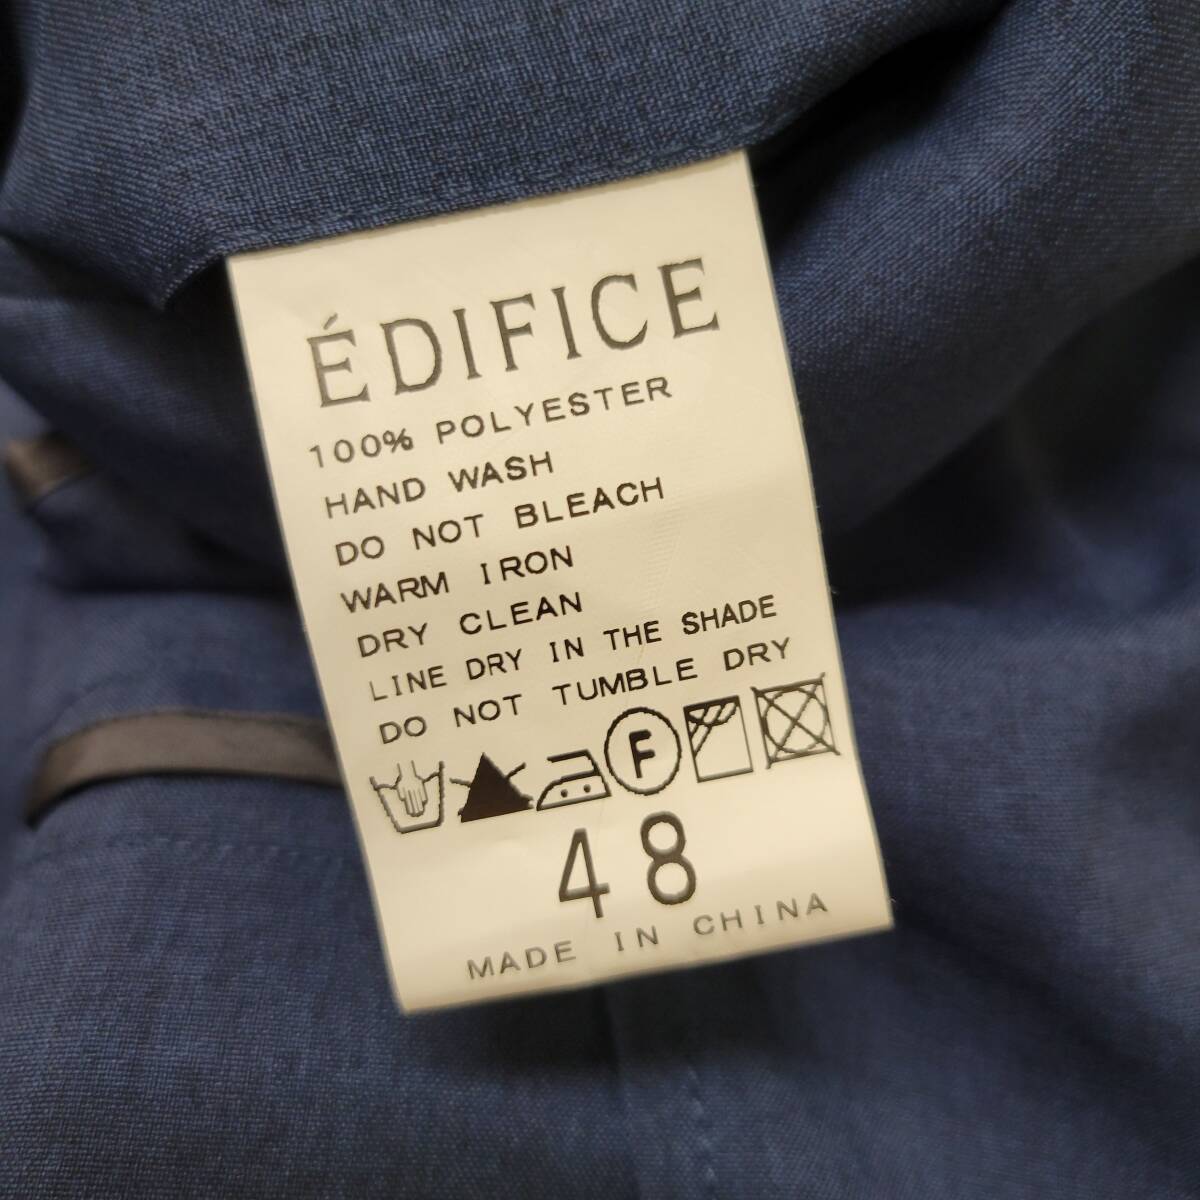 ÉDIFICE
100% POLYESTER
HAND WASH
DO NOT BLEACH
WARM IRON
DRY CLEAN
LINE DRY IN THE SHADE
DO NOT TUMBLE DRY
F
48
MADE IN CHINA